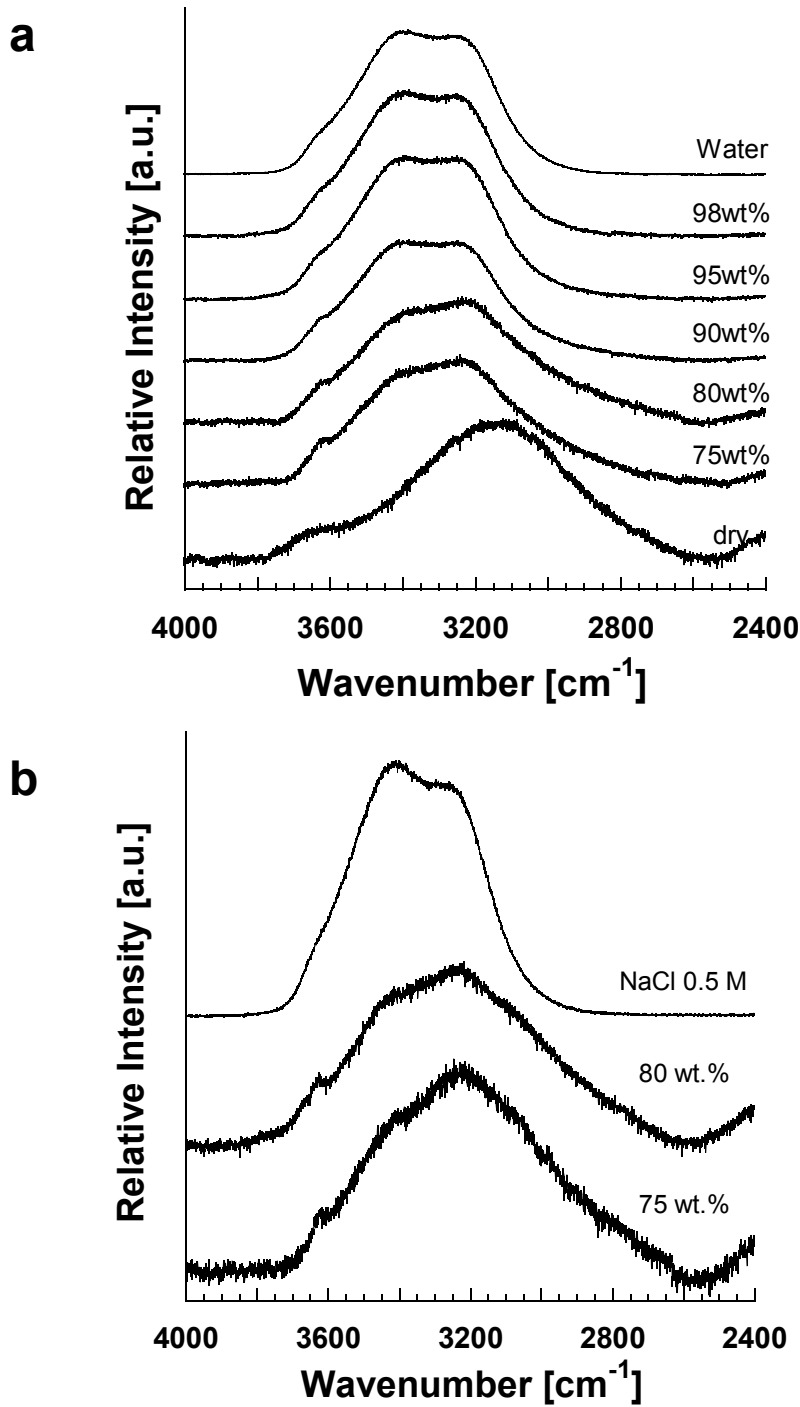 a
Relative Intensity [a.u.]
Water
98wt%
95wt%
90wt%
80wt%
75wt%
dry
4000 3600 3200 2800 2400
Wavenumber [cm⁻¹]
b
Relative Intensity [a.u.]
NaCl 0.5 M
80 wt.%
75 wt.%
4000 3600 3200 2800 2400
Wavenumber [cm⁻¹]